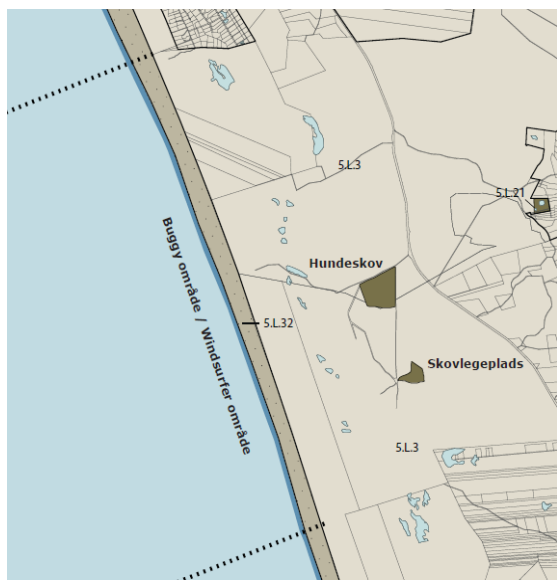 5.L.3
5.L.21
Hundeskov
Buggy område / Windsurfer område
5.L.32
Skovlegeplads
5.L.3